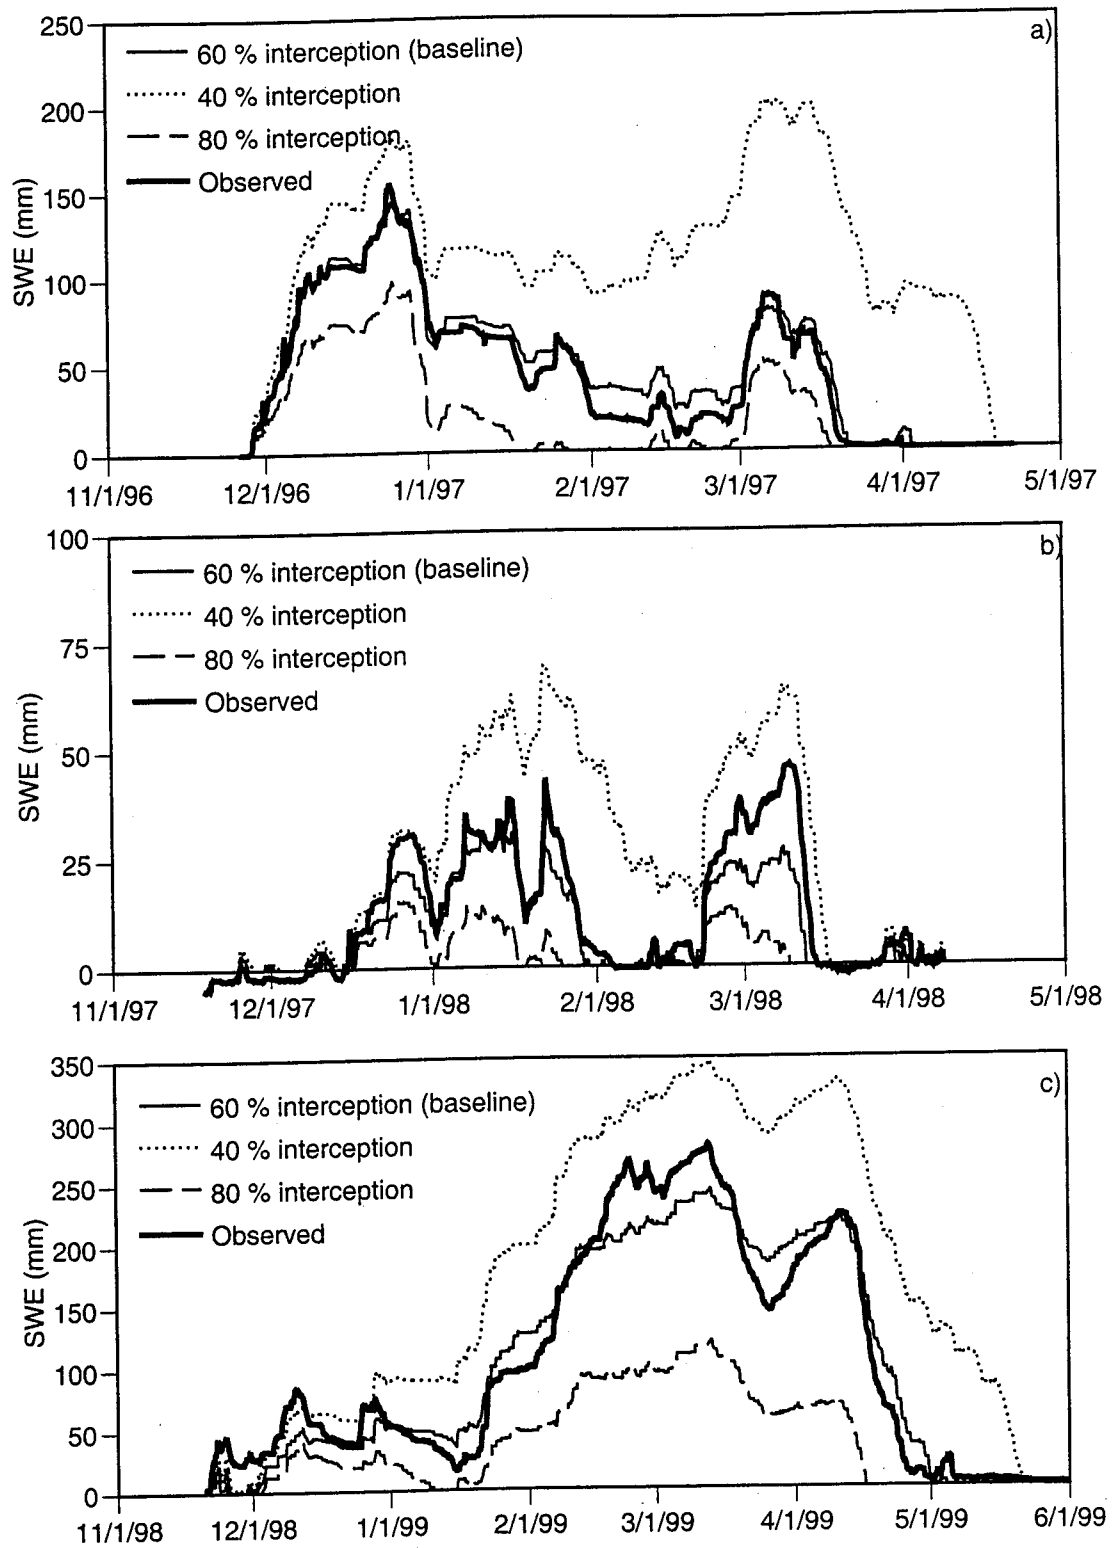 250
a)
60 % interception (baseline)
40 % interception
80 % interception
Observed
200
150
100
50
0
SWE (mm)
11/1/96 12/1/96 1/1/97 2/1/97 3/1/97 4/1/97 5/1/97
100
b)
60 % interception (baseline)
40 % interception
80 % interception
Observed
75
50
25
0
SWE (mm)
11/1/97 12/1/97 1/1/98 2/1/98 3/1/98 4/1/98 5/1/98
350
c)
60 % interception (baseline)
40 % interception
80 % interception
Observed
300
250
200
150
100
50
0
SWE (mm)
11/1/98 12/1/98 1/1/99 2/1/99 3/1/99 4/1/99 5/1/99 6/1/99